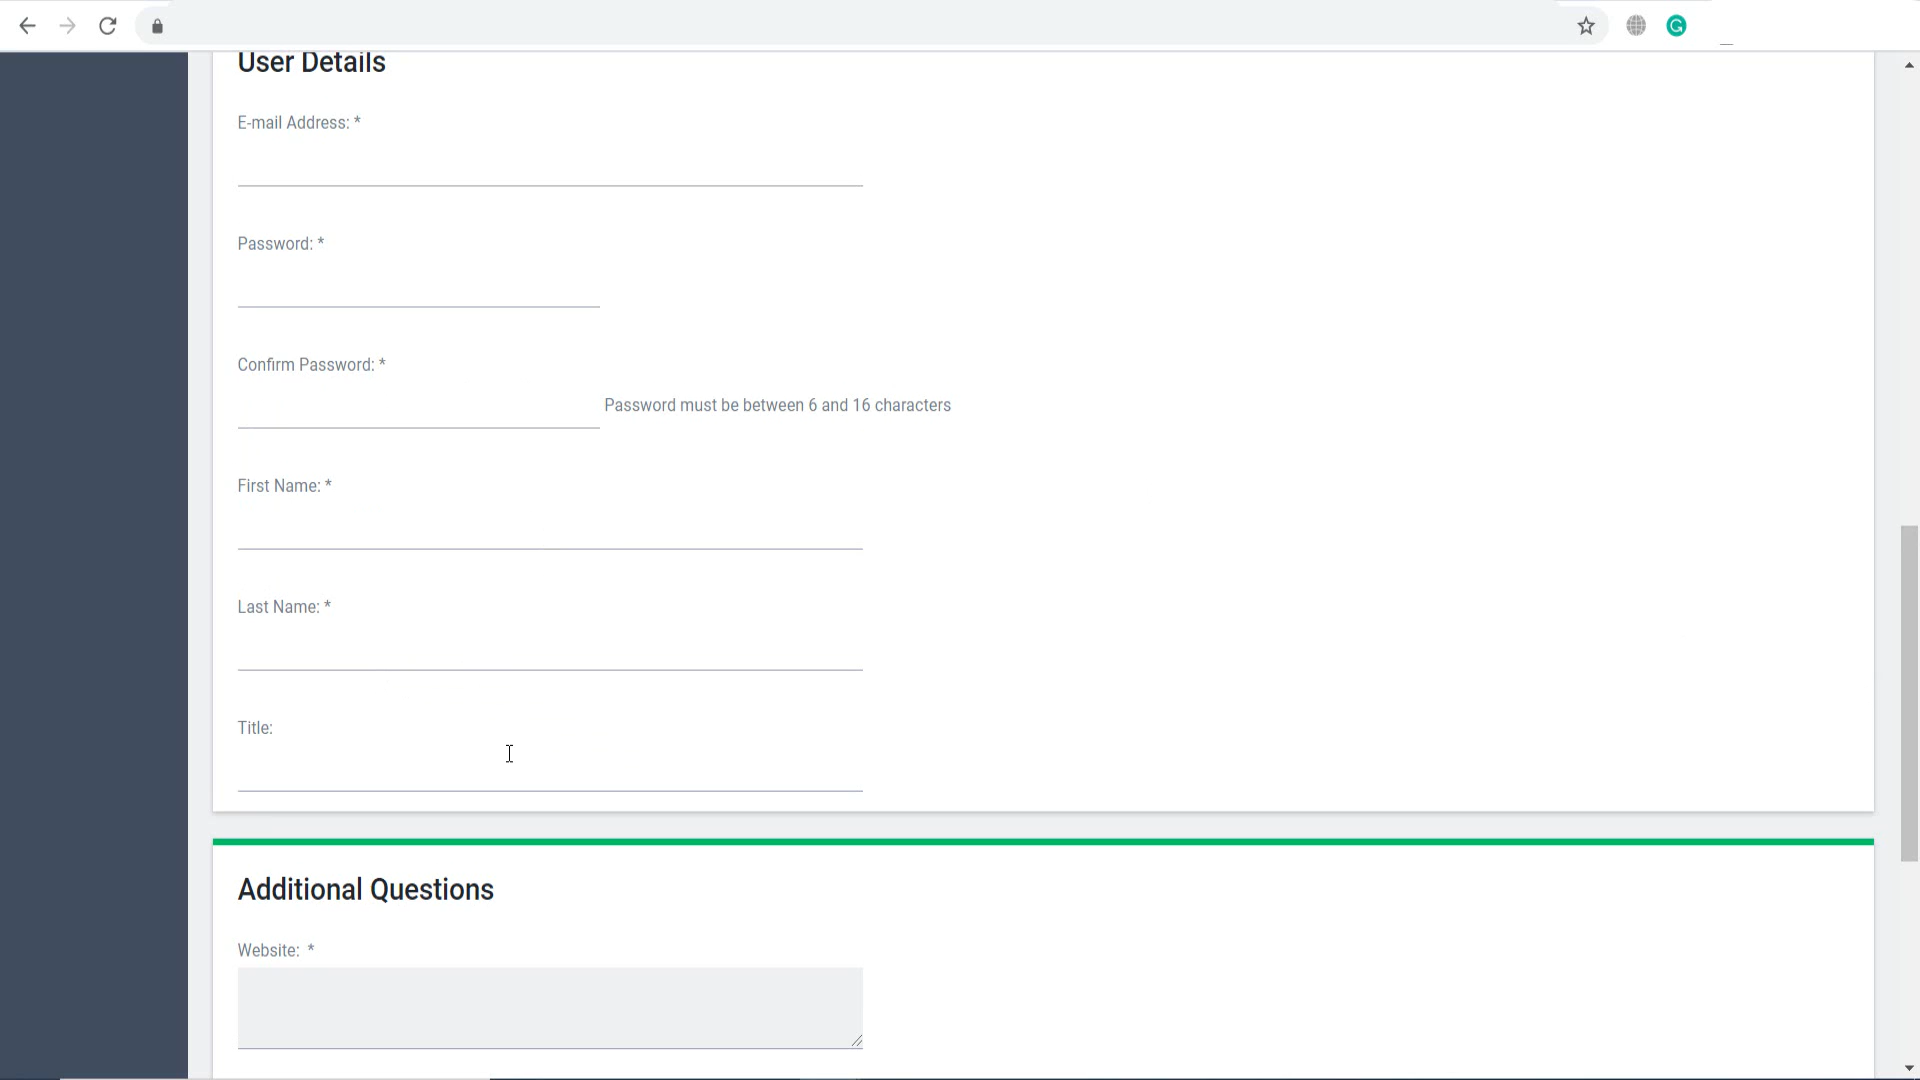 User Details
E-mail Address: *
Password: *
Confirm Password: *
Password must be between 6 and 16 characters
First Name: *
Last Name: *
Title:
Additional Questions
Website: *